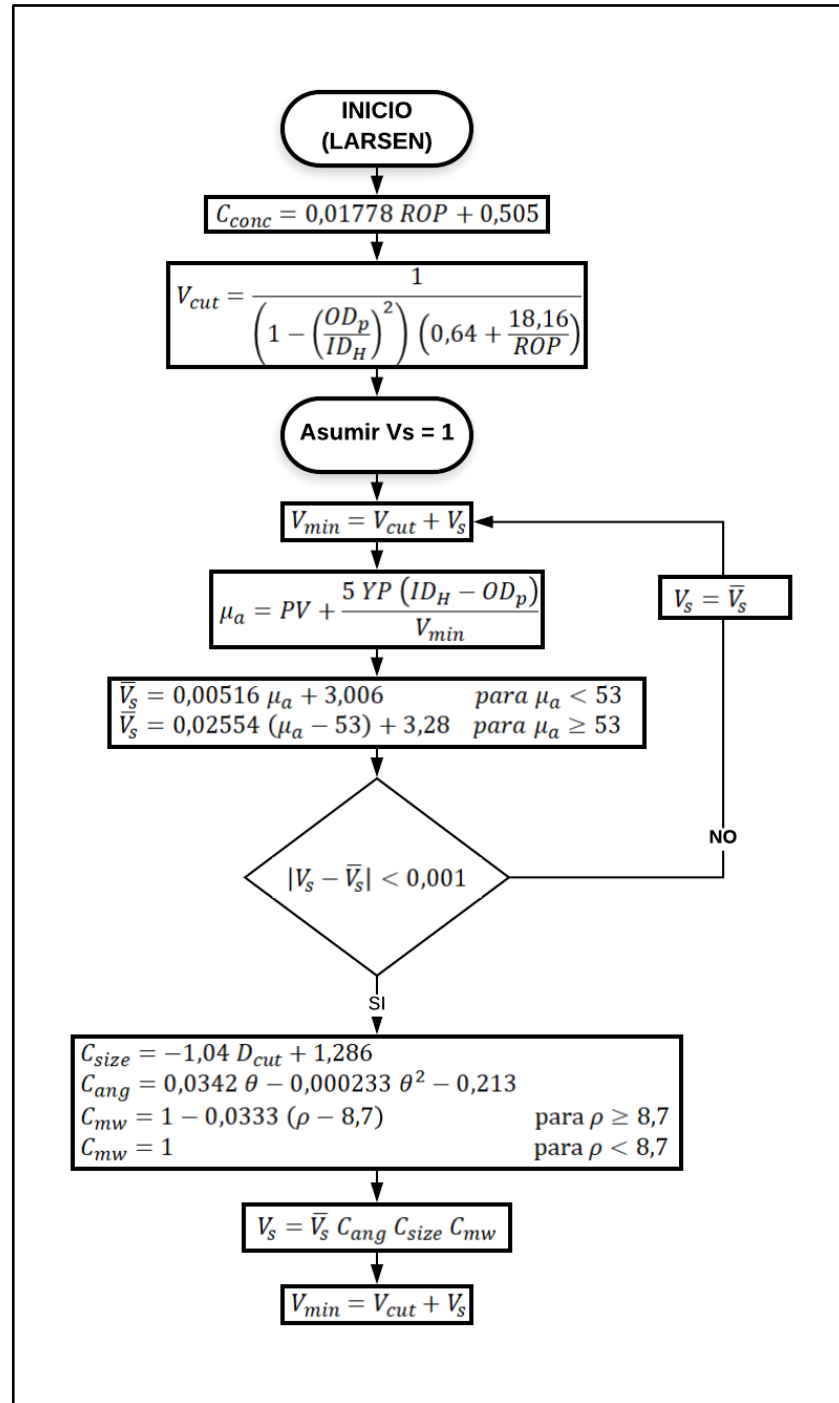 INICIO
(LARSEN)
C_conc = 0,01778 ROP + 0,505
V_cut = 1 / ((1 − (OD_p / ID_H)^2) (0,64 + 18,16 / ROP))
Asumir Vs = 1
V_min = V_cut + V_s
μ_a = PV + 5 YP (ID_H − OD_p) / V_min
V_s = V̅_s
V̅_s = 0,00516 μ_a + 3,006 para μ_a < 53
V̅_s = 0,02554 (μ_a − 53) + 3,28 para μ_a ≥ 53
NO
|V_s − V̅_s| < 0,001
SI
C_size = −1,04 D_cut + 1,286
C_ang = 0,0342 θ − 0,000233 θ^2 − 0,213
C_mw = 1 − 0,0333 (ρ − 8,7) para ρ ≥ 8,7
C_mw = 1 para ρ < 8,7
V_s = V̅_s C_ang C_size C_mw
V_min = V_cut + V_s